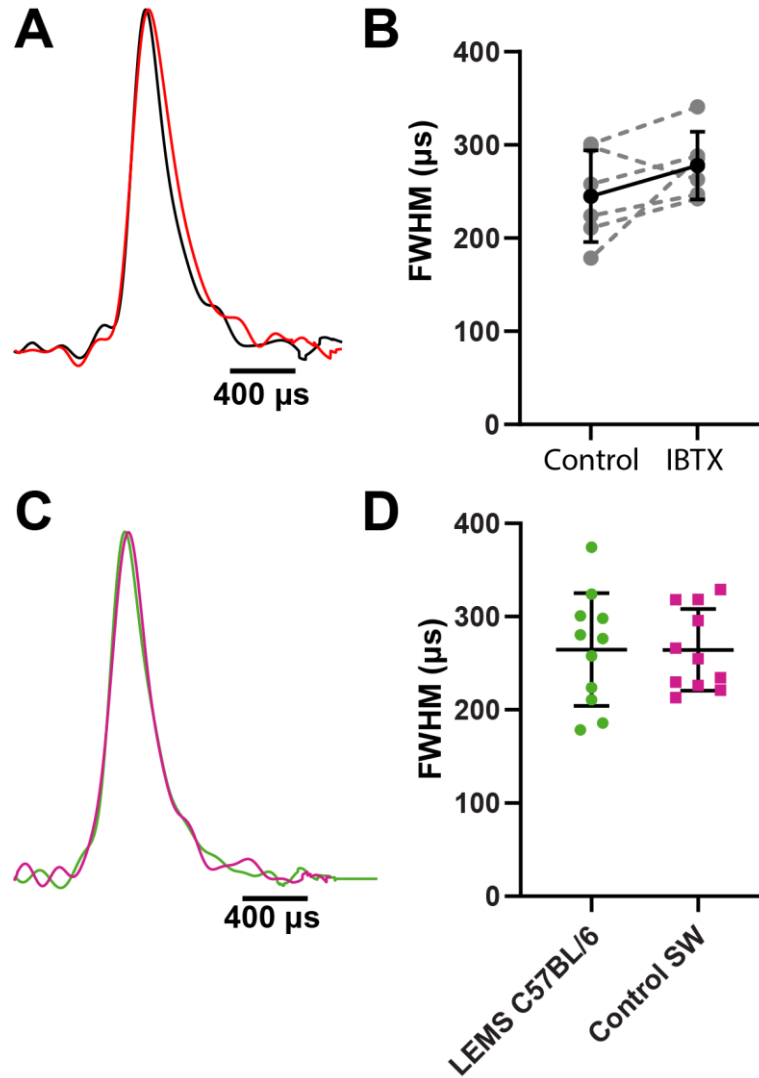 A
400 µs
B
FWHM (µs)
400
300
200
100
0
Control IBTX
C
400 µs
D
FWHM (µs)
400
300
200
100
0
LEMS C57BL/6
Control SW